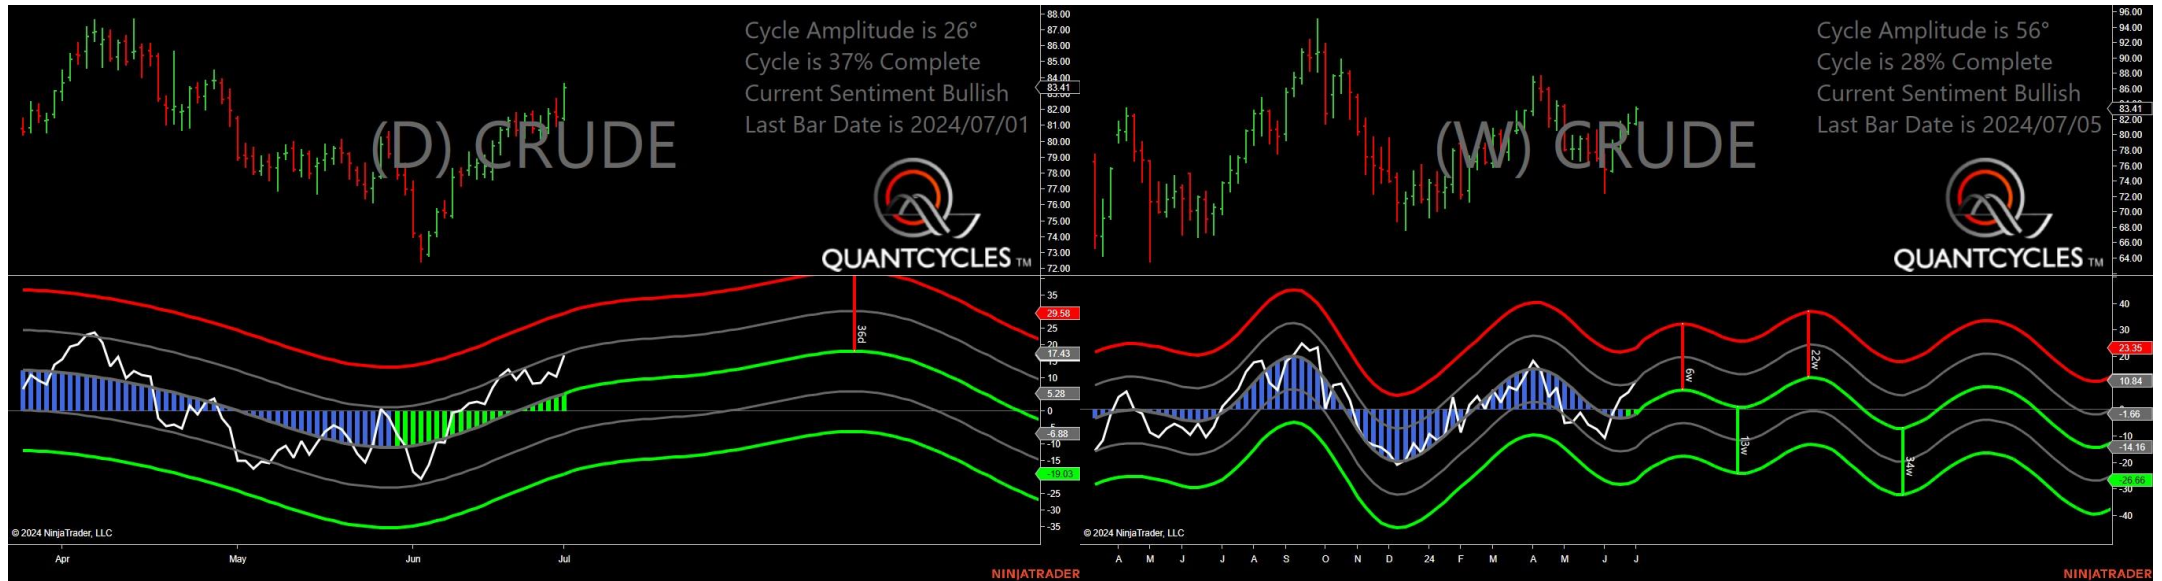 Cycle Amplitude is 26°
Cycle is 37% Complete
Current Sentiment Bullish
Last Bar Date is 2024/07/01
(D) CRUDE
QUANTCYCLES TM
88.00
87.00
86.00
85.00
84.00
83.41
82.00
81.00
80.00
79.00
78.00
77.00
76.00
75.00
74.00
73.00
72.00
36d
35
29.58
25
20
17.43
10
5.28
0
-6.88
-10
-15
-19.03
-25
-30
-35
© 2024 NinjaTrader, LLC
Apr May Jun Jul
NINJATRADER
Cycle Amplitude is 56°
Cycle is 28% Complete
Current Sentiment Bullish
Last Bar Date is 2024/07/05
(W) CRUDE
QUANTCYCLES TM
96.00
94.00
92.00
90.00
88.00
86.00
83.41
82.00
80.00
78.00
76.00
74.00
72.00
70.00
68.00
66.00
64.00
6w
13w
22w
34w
40
30
23.35
10.84
-1.66
-10
-14.16
-20
-26.66
-30
-40
© 2024 NinjaTrader, LLC
A M J J A S O N D 24 F M A M J J
NINJATRADER